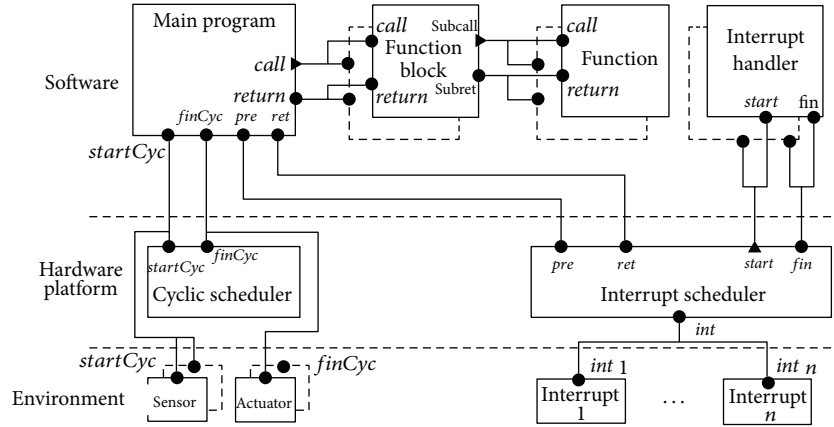 Main program
call
return
startCyc
finCyc
pre
ret
Software
call
Function
block
return
Subcall
Subret
call
Function
return
Interrupt
handler
start
fin
Hardware
platform
startCyc
finCyc
Cyclic scheduler
pre
ret
start
fin
Interrupt scheduler
int
Environment
startCyc
finCyc
Sensor
Actuator
int 1
Interrupt
1
...
int n
Interrupt
n